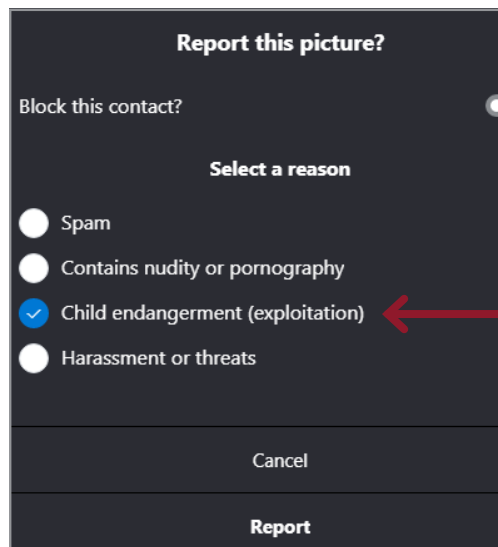 Report this picture?
Block this contact?
Select a reason
Spam
Contains nudity or pornography
Child endangerment (exploitation)
Harassment or threats
Cancel
Report